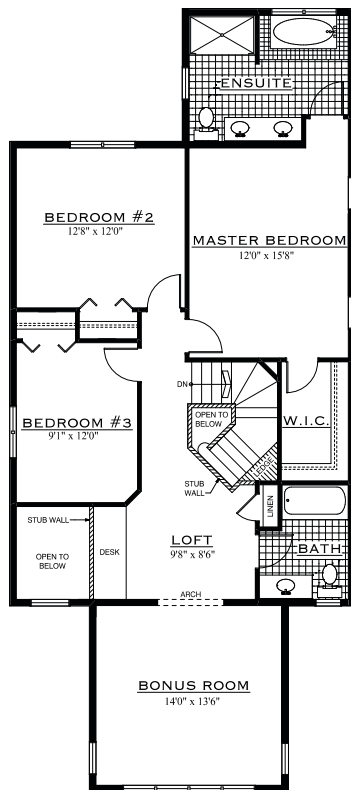 ENSUITE
BEDROOM #2
12'8" x 12'0"
MASTER BEDROOM
12'0" x 15'8"
DN
OPEN TO
BELOW
BEDROOM #3
9'1" x 12'0"
W.I.C.
LEDGE
STUB
WALL
LINEN
STUB WALL
LOFT
9'8" x 8'6"
BATH
OPEN TO
BELOW
DESK
ARCH
BONUS ROOM
14'0" x 13'6"